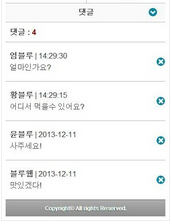 댓글
댓글 : 4
염블루 | 14:29:30
얼마인가요?
황블루 | 14:29:15
어디서 먹을수 있어요?
윤블루 | 2013-12-11
사주세요!
블루웹 | 2013-12-11
맛있겠다!
Copyright© All rights Reserved.